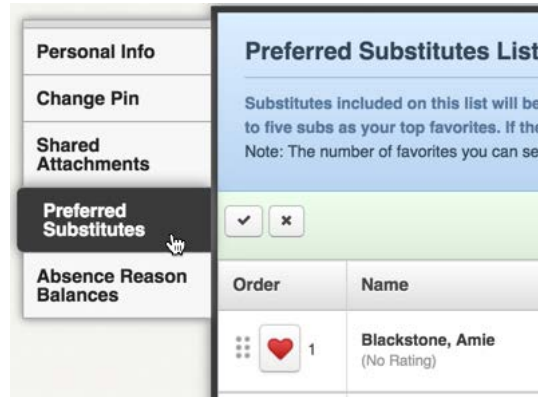 Personal Info
Change Pin
Shared
Attachments
Preferred
Substitutes
Absence Reason
Balances
Preferred Substitutes List
Substitutes included on this list will be
to five subs as your top favorites. If the
Note: The number of favorites you can se
Order
Name
1
Blackstone, Amie
(No Rating)